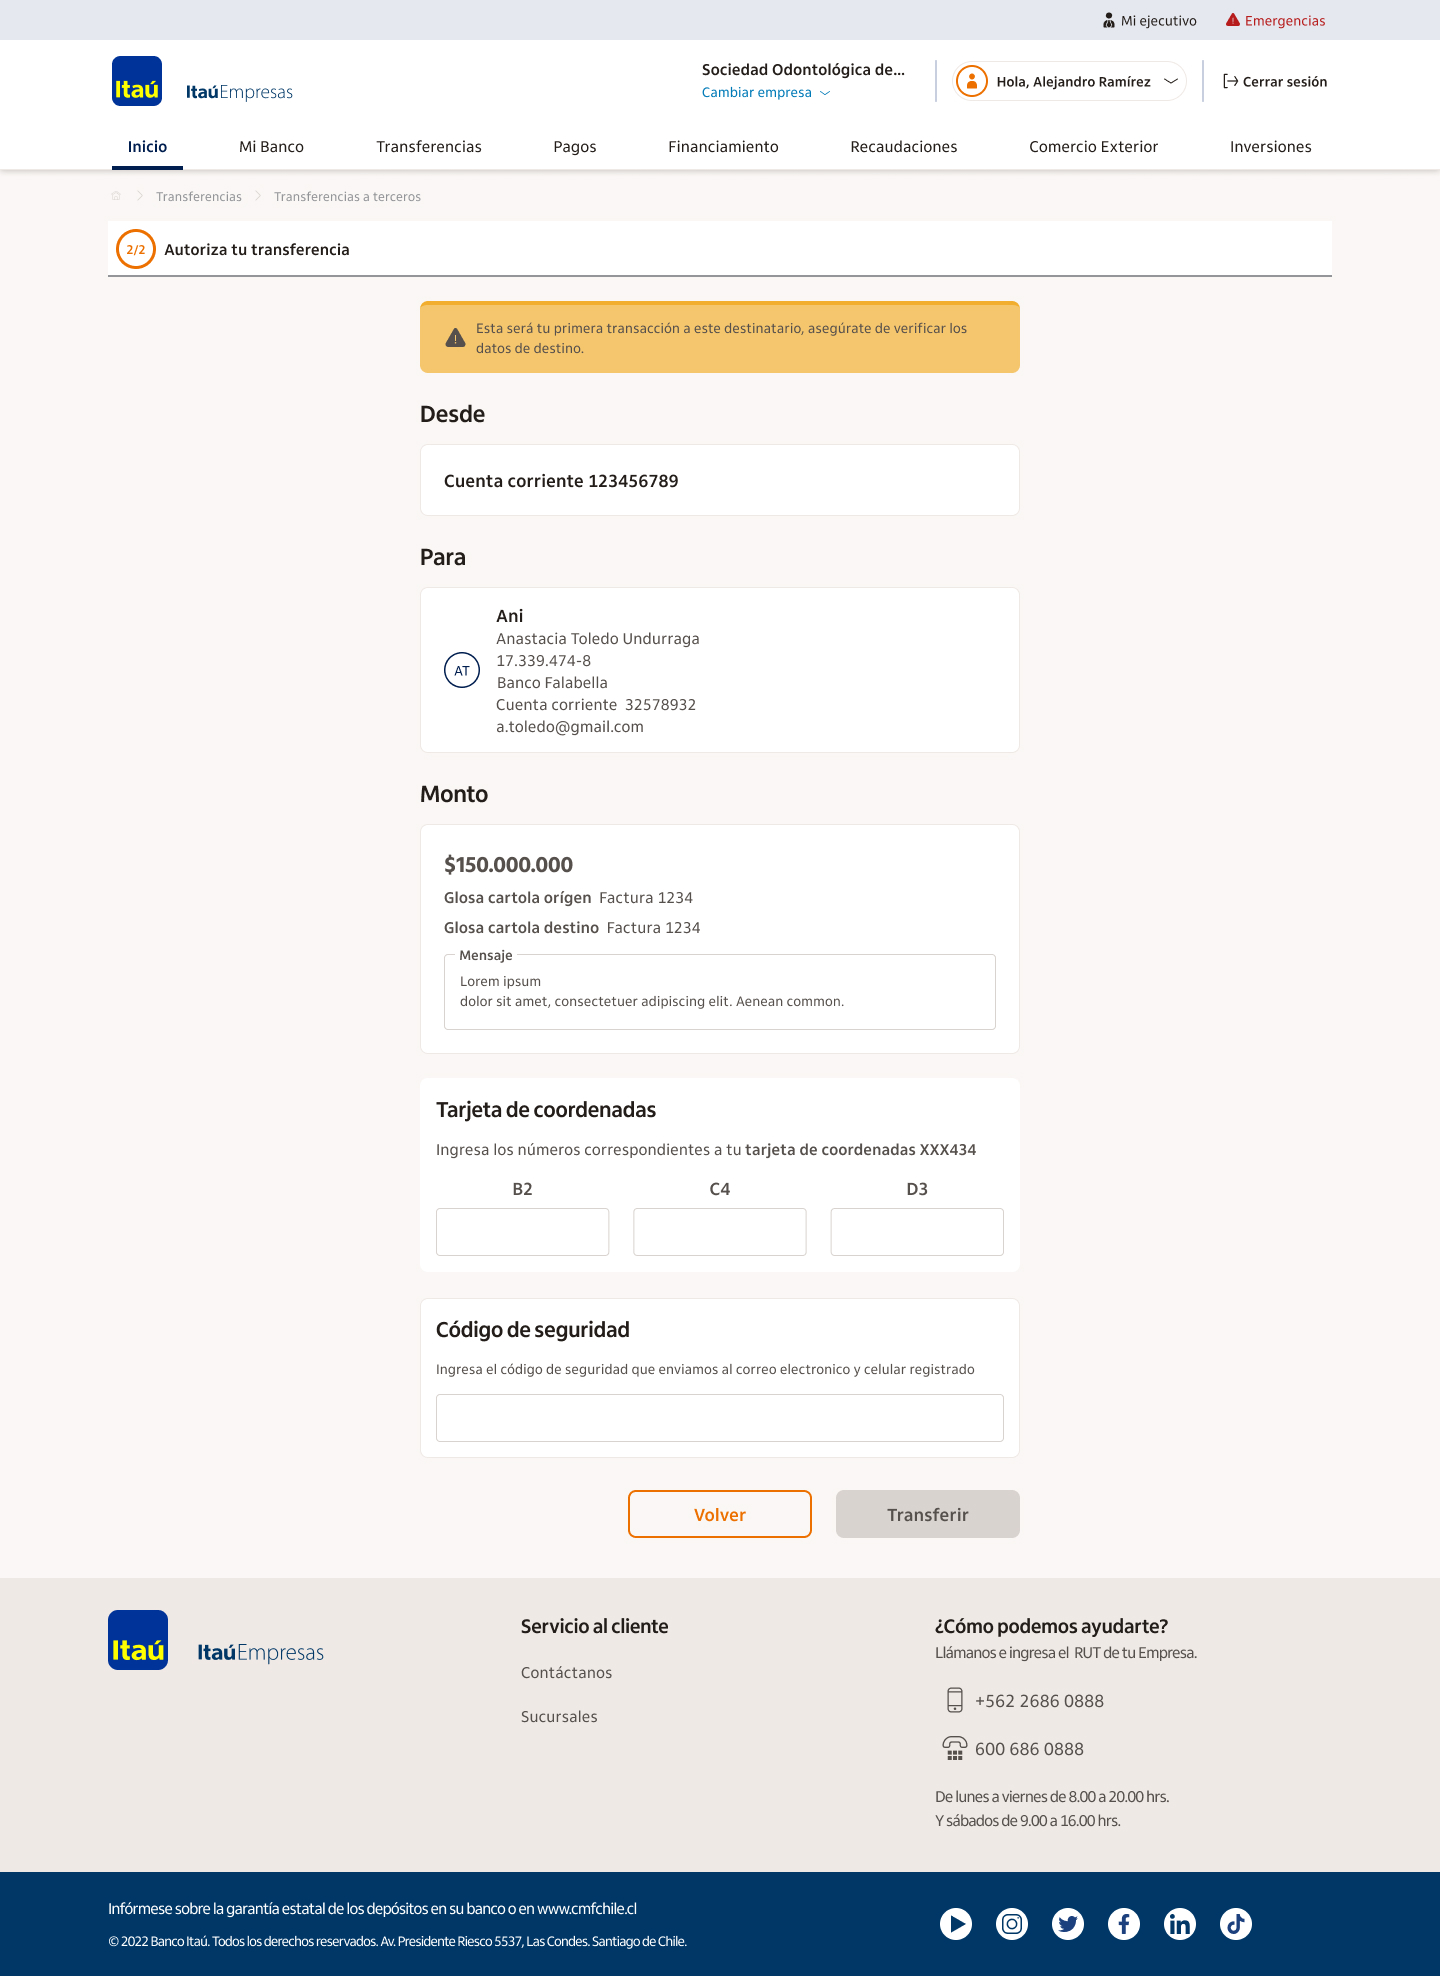 Mi ejecutivo
Emergencias
Itaú
ItaúEmpresas
Sociedad Odontológica de...
Cambiar empresa
Hola, Alejandro Ramírez
Cerrar sesión
Inicio
Mi Banco
Transferencias
Pagos
Financiamiento
Recaudaciones
Comercio Exterior
Inversiones
Transferencias
Transferencias a terceros
2/2
Autoriza tu transferencia
Esta será tu primera transacción a este destinatario, asegúrate de verificar los
datos de destino.
Desde
Cuenta corriente 123456789
Para
AT
Ani
Anastacia Toledo Undurraga
17.339.474-8
Banco Falabella
Cuenta corriente 32578932
a.toledo@gmail.com
Monto
$150.000.000
Glosa cartola orígen Factura 1234
Glosa cartola destino Factura 1234
Mensaje
Lorem ipsum
dolor sit amet, consectetuer adipiscing elit. Aenean common.
Tarjeta de coordenadas
Ingresa los números correspondientes a tu tarjeta de coordenadas XXX434
B2
C4
D3
Código de seguridad
Ingresa el código de seguridad que enviamos al correo electronico y celular registrado
Volver
Transferir
Itaú
ItaúEmpresas
Servicio al cliente
Contáctanos
Sucursales
¿Cómo podemos ayudarte?
Llámanos e ingresa el RUT de tu Empresa.
+562 2686 0888
600 686 0888
De lunes a viernes de 8.00 a 20.00 hrs.
Y sábados de 9.00 a 16.00 hrs.
Infórmese sobre la garantía estatal de los depósitos en su banco o en www.cmfchile.cl
© 2022 Banco Itaú. Todos los derechos reservados. Av. Presidente Riesco 5537, Las Condes. Santiago de Chile.